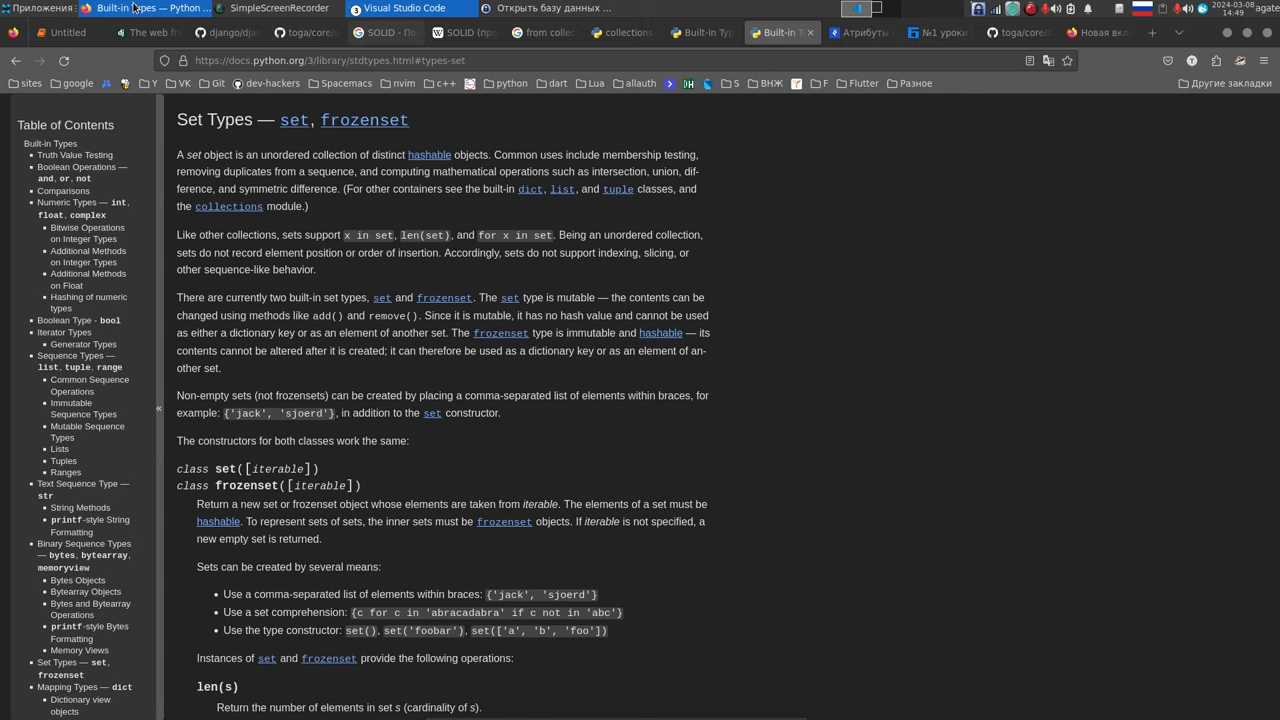 Приложения
Built-in Types — Python ...
SimpleScreenRecorder
3 Visual Studio Code
Открыть базу данных ...
2024-03-08
14:49
agate
Untitled
The web fr
django/dja
toga/score
SOLID - По
SOLID (про
from collec
collections
Built-in Typ
Built-in T
Атрибуты
№1 уроки
toga/score
Новая вкл
https://docs.python.org/3/library/stdtypes.html#types-set
sites
google
Y
VK
Git
dev-hackers
Spacemacs
nvim
c++
python
dart
Lua
allauth
S
ВНЖ
F
Flutter
Разное
Другие закладки
Table of Contents
Built-in Types
Truth Value Testing
Boolean Operations —
and, or, not
Comparisons
Numeric Types — int,
float, complex
Bitwise Operations
on Integer Types
Additional Methods
on Integer Types
Additional Methods
on Float
Hashing of numeric
types
Boolean Type - bool
Iterator Types
Generator Types
Sequence Types —
list, tuple, range
Common Sequence
Operations
Immutable
Sequence Types
Mutable Sequence
Types
Lists
Tuples
Ranges
Text Sequence Type —
str
String Methods
printf-style String
Formatting
Binary Sequence Types
— bytes, bytearray,
memoryview
Bytes Objects
Bytearray Objects
Bytes and Bytearray
Operations
printf-style Bytes
Formatting
Memory Views
Set Types — set,
frozenset
Mapping Types — dict
Dictionary view
objects
«
Set Types — set, frozenset
A set object is an unordered collection of distinct hashable objects. Common uses include membership testing,
removing duplicates from a sequence, and computing mathematical operations such as intersection, union, dif-
ference, and symmetric difference. (For other containers see the built-in dict, list, and tuple classes, and
the collections module.)
Like other collections, sets support x in set, len(set), and for x in set. Being an unordered collection,
sets do not record element position or order of insertion. Accordingly, sets do not support indexing, slicing, or
other sequence-like behavior.
There are currently two built-in set types, set and frozenset. The set type is mutable — the contents can be
changed using methods like add() and remove(). Since it is mutable, it has no hash value and cannot be used
as either a dictionary key or as an element of another set. The frozenset type is immutable and hashable — its
contents cannot be altered after it is created; it can therefore be used as a dictionary key or as an element of an-
other set.
Non-empty sets (not frozensets) can be created by placing a comma-separated list of elements within braces, for
example: {'jack', 'sjoerd'}, in addition to the set constructor.
The constructors for both classes work the same:
class set([iterable])
class frozenset([iterable])
Return a new set or frozenset object whose elements are taken from iterable. The elements of a set must be
hashable. To represent sets of sets, the inner sets must be frozenset objects. If iterable is not specified, a
new empty set is returned.
Sets can be created by several means:
Use a comma-separated list of elements within braces: {'jack', 'sjoerd'}
Use a set comprehension: {c for c in 'abracadabra' if c not in 'abc'}
Use the type constructor: set(), set('foobar'), set(['a', 'b', 'foo'])
Instances of set and frozenset provide the following operations:
len(s)
Return the number of elements in set s (cardinality of s).